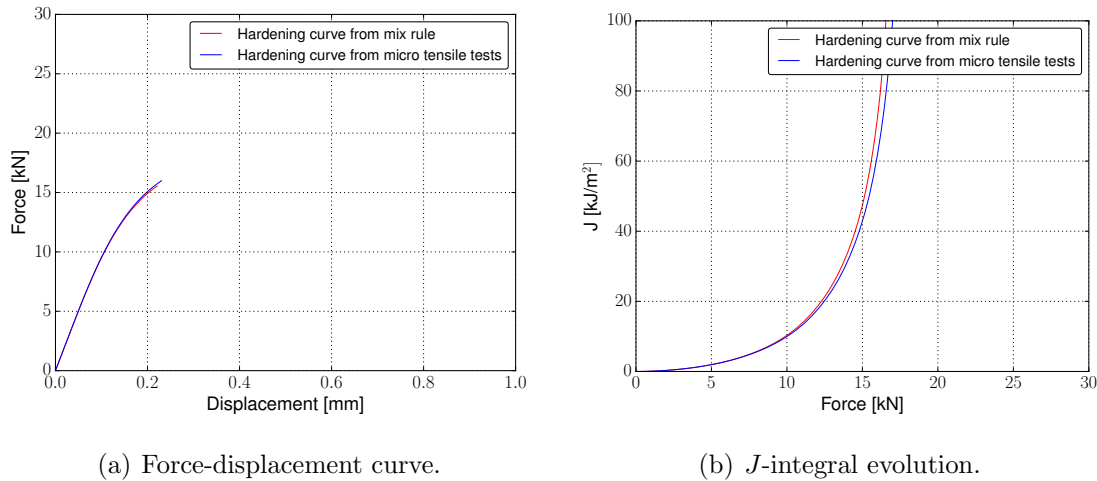 30
25
20
15
10
5
0
Force [kN]
0.0 0.2 0.4 0.6 0.8 1.0
Displacement [mm]
Hardening curve from mix rule
Hardening curve from micro tensile tests
(a) Force-displacement curve.
100
80
60
40
20
0
J [kJ/m²]
0 5 10 15 20 25 30
Force [kN]
Hardening curve from mix rule
Hardening curve from micro tensile tests
(b) J-integral evolution.